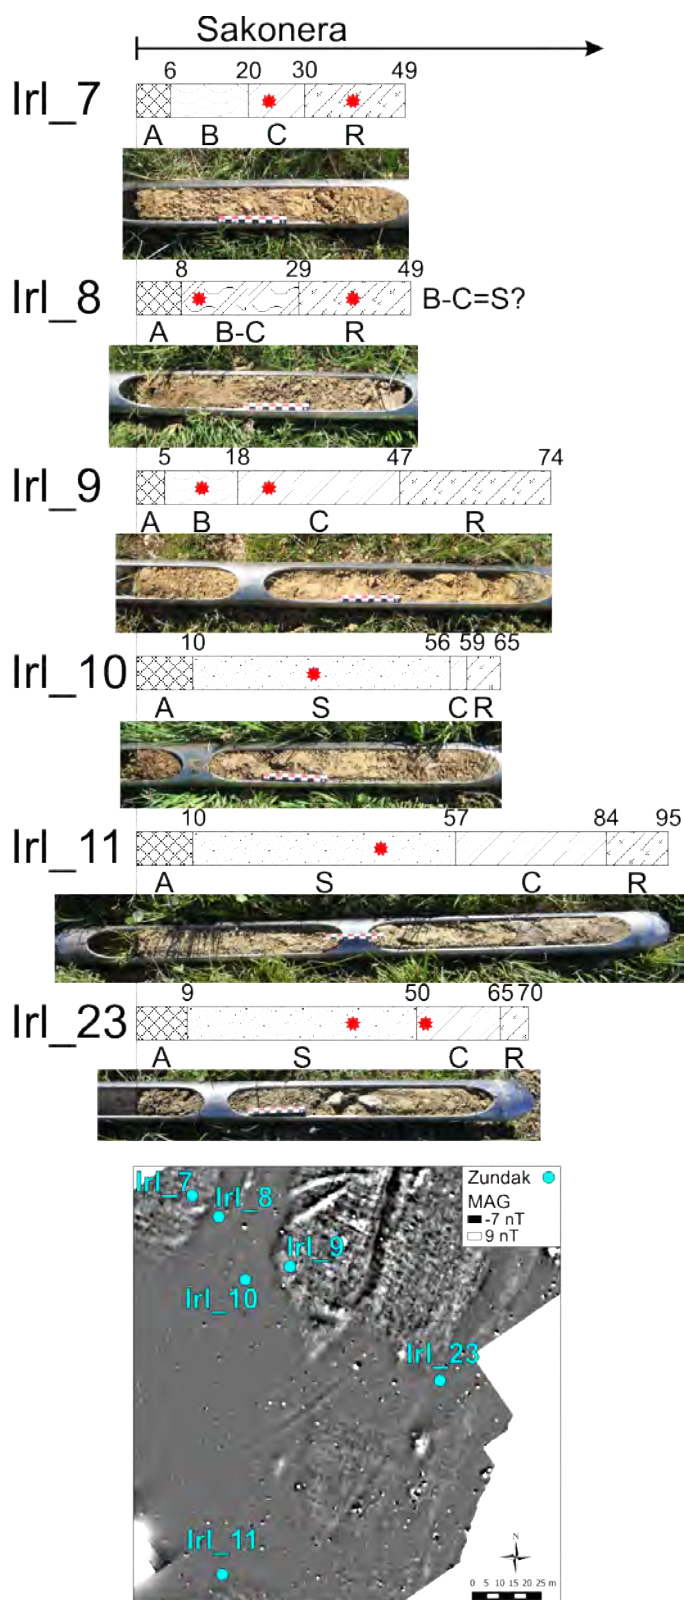 Sakonera
Irl_7
6 20 30 49
A B C R
Irl_8
8 29 49
B-C=S?
A B-C R
Irl_9
5 18 47 74
A B C R
Irl_10
10 56 59 65
A S C R
Irl_11
10 57 84 95
A S C R
Irl_23
9 50 65 70
A S C R
Irl_7
Irl_8
Irl_9
Irl_10
Irl_23
Irl_11
Zundak
MAG
-7 nT
9 nT
N
0 5 10 15 20 25 m